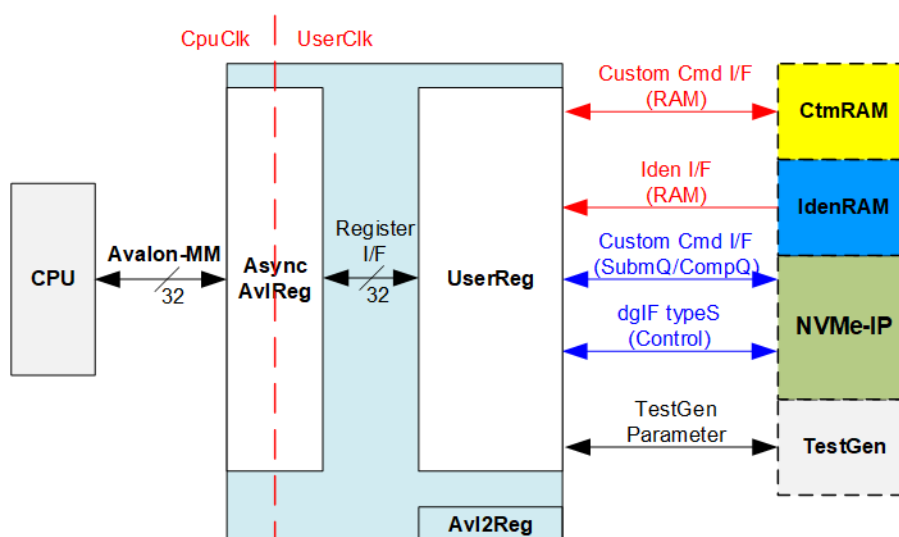 CpuClk
UserClk
Custom Cmd I/F
(RAM)
CtmRAM
Iden I/F
(RAM)
IdenRAM
CPU
Avalon-MM
32
Async
AvlReg
Register
I/F
32
UserReg
Custom Cmd I/F
(SubmQ/CompQ)
NVMe-IP
dgIF typeS
(Control)
TestGen
Parameter
TestGen
Avl2Reg